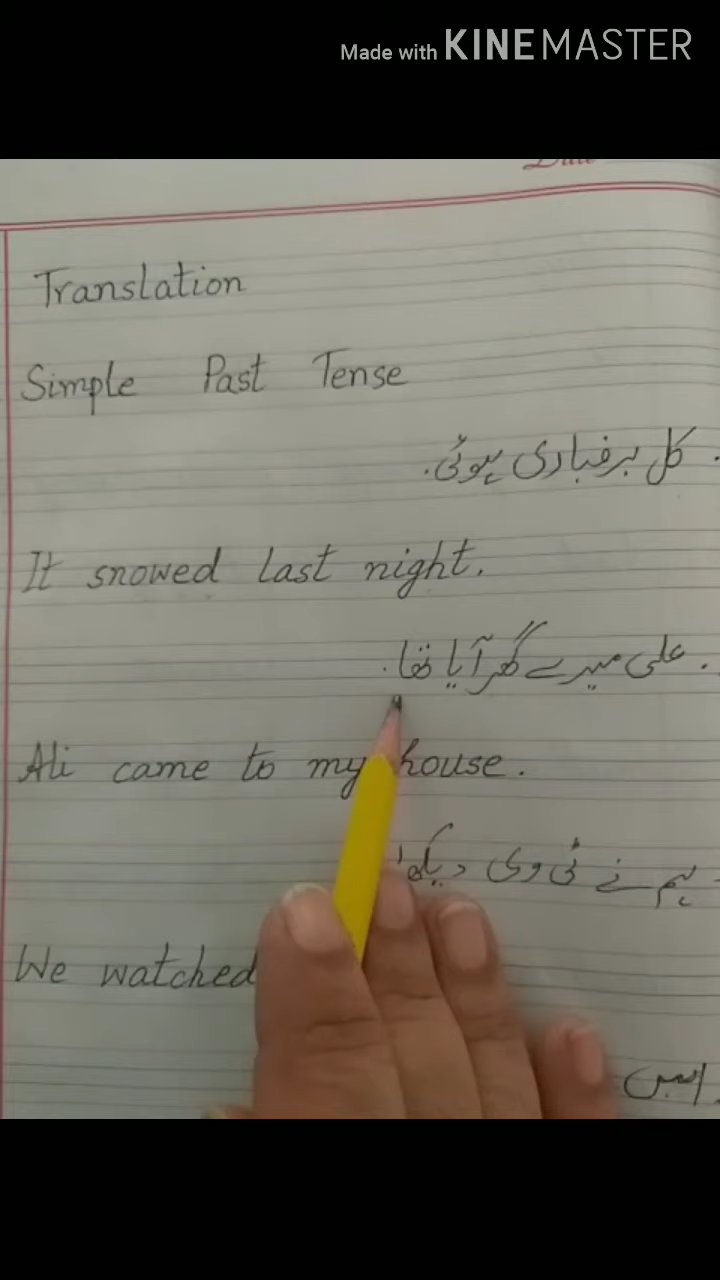 Made with KINEMASTER
Translation
Simple Past Tense
کل برفباری ہوئی.
It snowed last night.
علی میرے گھر آیا تھا.
Ali came to my house.
ہم نے ٹی وی دیکھا
We watched